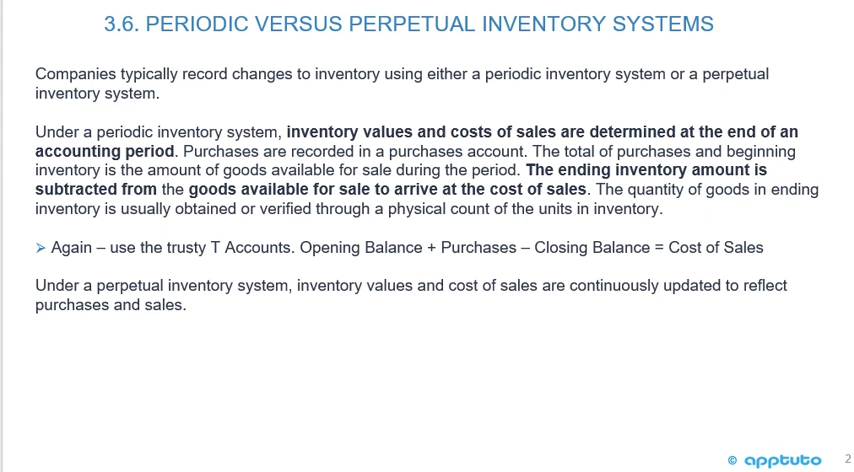 3.6. PERIODIC VERSUS PERPETUAL INVENTORY SYSTEMS
Companies typically record changes to inventory using either a periodic inventory system or a perpetual
inventory system.
Under a periodic inventory system, inventory values and costs of sales are determined at the end of an
accounting period. Purchases are recorded in a purchases account. The total of purchases and beginning
inventory is the amount of goods available for sale during the period. The ending inventory amount is
subtracted from the goods available for sale to arrive at the cost of sales. The quantity of goods in ending
inventory is usually obtained or verified through a physical count of the units in inventory.
➢ Again – use the trusty T Accounts. Opening Balance + Purchases – Closing Balance = Cost of Sales
Under a perpetual inventory system, inventory values and cost of sales are continuously updated to reflect
purchases and sales.
© apptuto 2